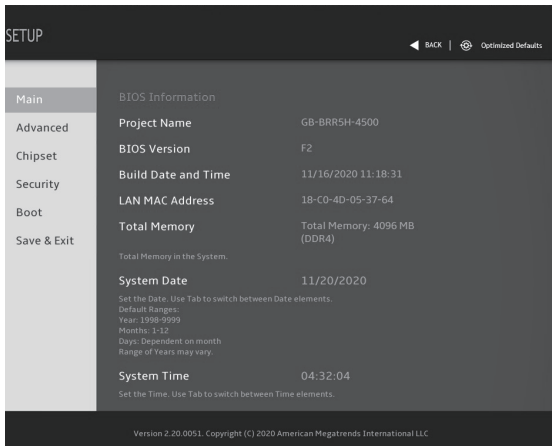 SETUP
BACK | Optimized Defaults
Main
Advanced
Chipset
Security
Boot
Save & Exit
BIOS Information
Project Name GB-BRR5H-4500
BIOS Version F2
Build Date and Time 11/16/2020 11:18:31
LAN MAC Address 18-C0-4D-05-37-64
Total Memory Total Memory: 4096 MB
(DDR4)
Total Memory in the System.
System Date 11/20/2020
Set the Date. Use Tab to switch between Date elements.
Default Ranges:
Year: 1998-9999
Months: 1-12
Days: Dependent on month
Range of Years may vary.
System Time 04:32:04
Set the Time. Use Tab to switch between Time elements.
Version 2.20.0051. Copyright (C) 2020 American Megatrends International LLC